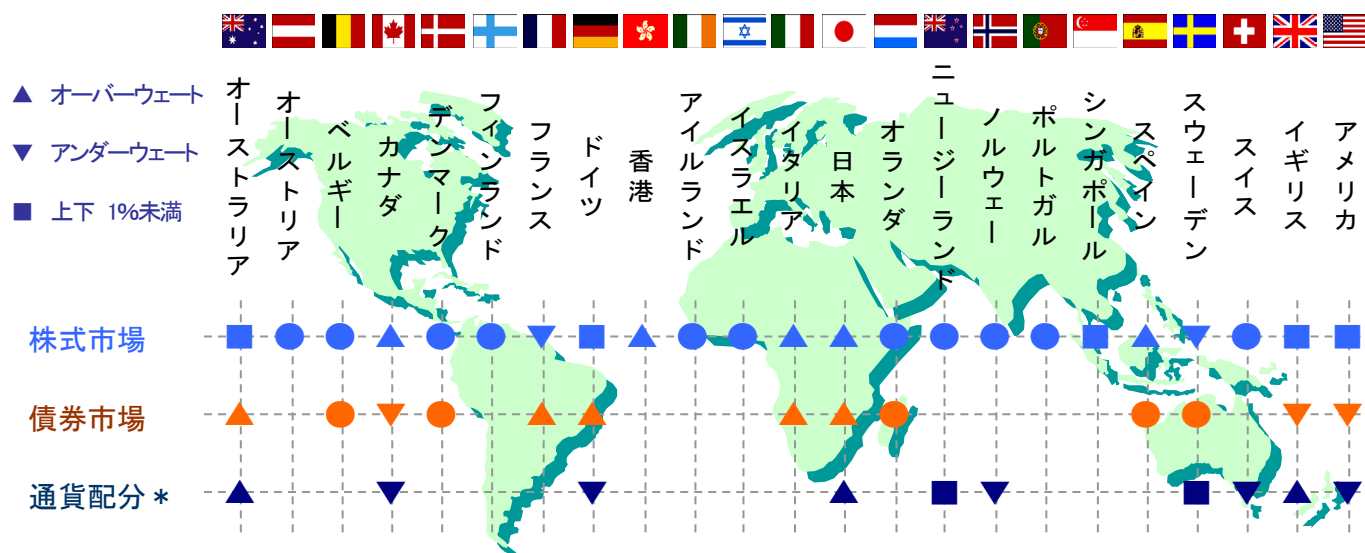 ▲ オーバーウェート
▼ アンダーウェート
■ 上下 1%未満
オーストラリア
オーストリア
ベルギー
カナダ
デンマーク
フィンランド
フランス
ドイツ
香港
アイルランド
イスラエル
イタリア
日本
オランダ
ニュージーランド
ノルウェー
ポルトガル
シンガポール
スペイン
スウェーデン
スイス
イギリス
アメリカ
株式市場
債券市場
通貨配分*